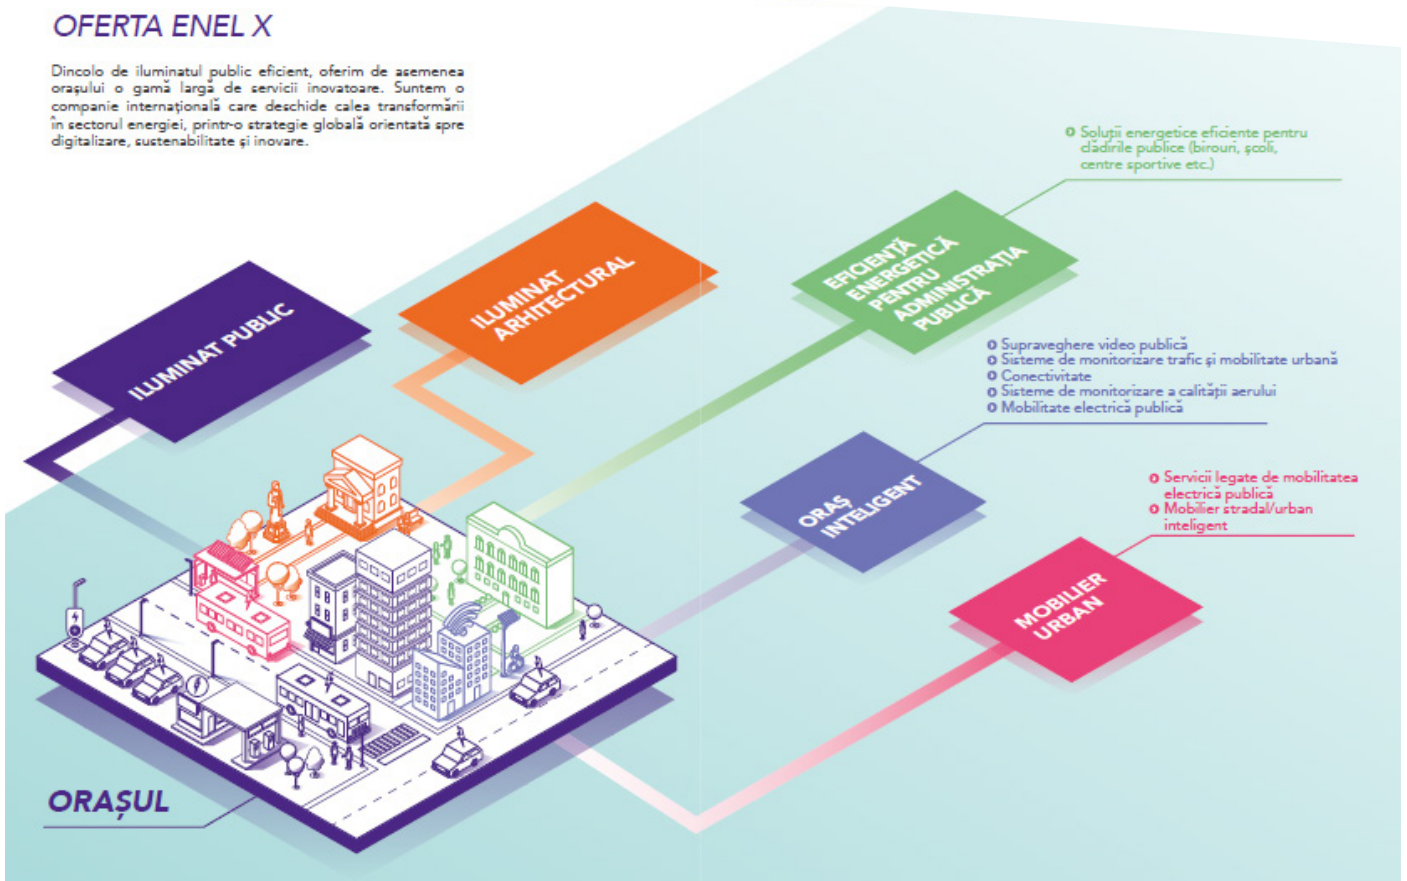 OFERTA ENEL X
Dincolo de iluminatul public eficient, oferim de asemenea
orașului o gamă largă de servicii inovatoare. Suntem o
companie internațională care deschide calea transformării
în sectorul energiei, printr-o strategie globală orientată spre
digitalizare, sustenabilitate și inovare.
Soluții energetice eficiente pentru
clădirile publice (birouri, școli,
centre sportive etc.)
ILUMINAT PUBLIC
ILUMINAT
ARHITECTURAL
EFICIENȚĂ
ENERGETICĂ
PENTRU
ADMINISTRAȚIA
PUBLICĂ
Supraveghere video publică
Sisteme de monitorizare trafic și mobilitate urbană
Conectivitate
Sisteme de monitorizare a calității aerului
Mobilitate electrică publică
ORAȘ
INTELIGENT
Servicii legate de mobilitatea
electrică publică
Mobilier stradal/urban
inteligent
MOBILIER
URBAN
ORAȘUL